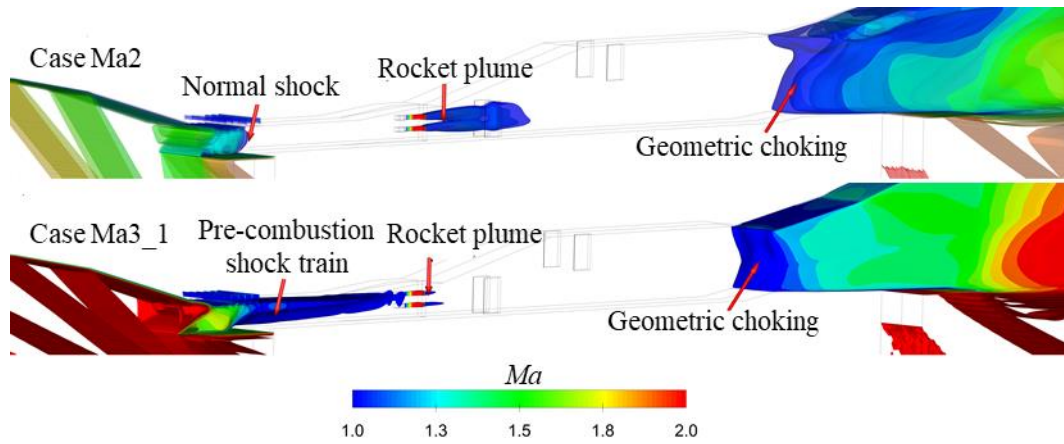 Case Ma2
Normal shock
Rocket plume
Geometric choking
Case Ma3_1
Pre-combustion
shock train
Rocket plume
Geometric choking
Ma
1.0 1.3 1.5 1.8 2.0